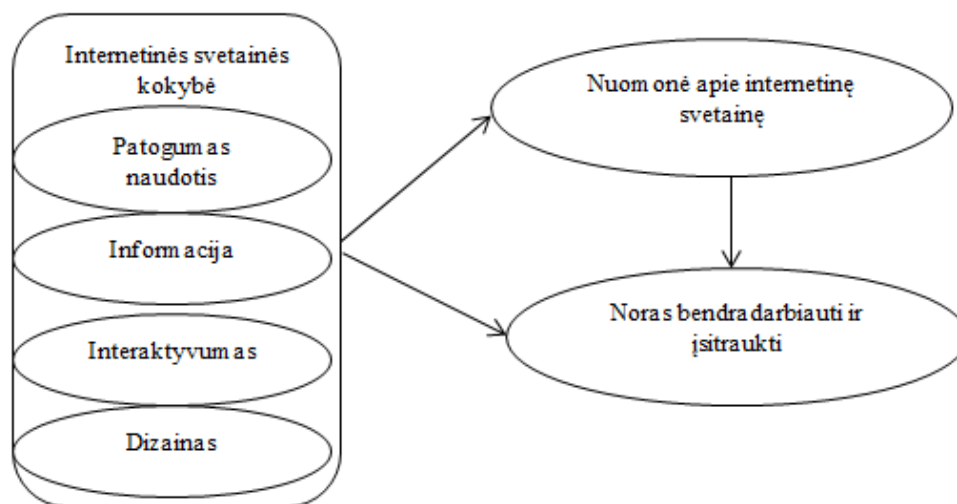 Internetinės svetainės
kokybė
Patogumas
naudotis
Informacija
Interaktyvumas
Dizainas
Nuomonė apie internetinę
svetainę
Noras bendradarbiauti ir
įsitraukti